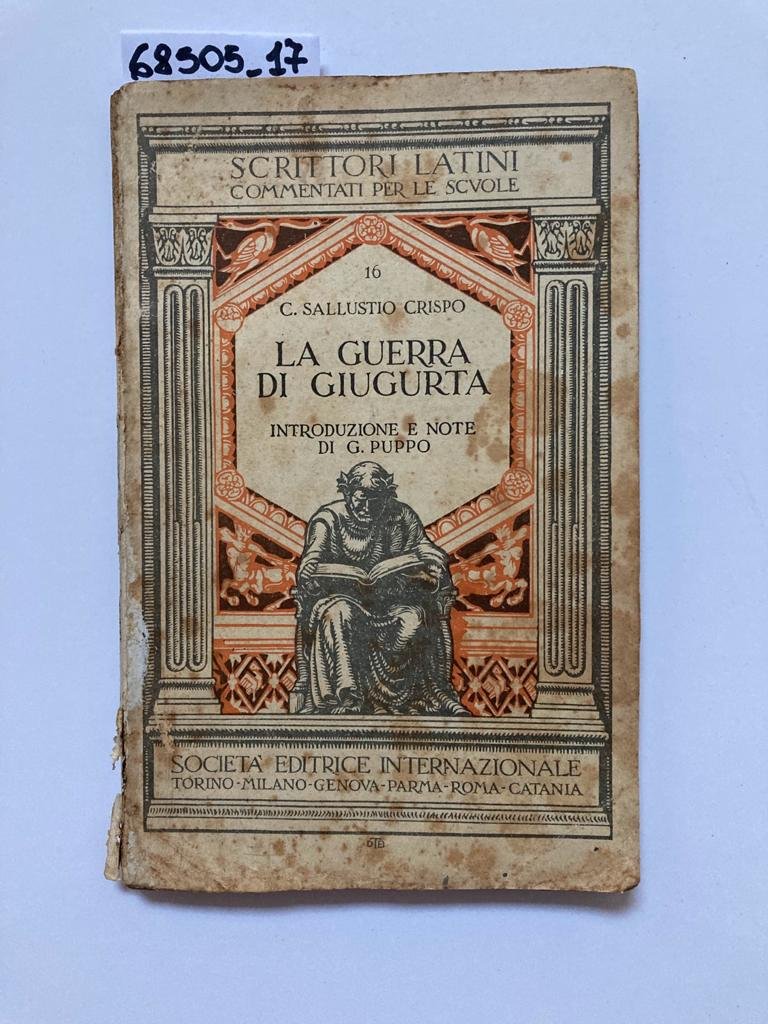 68505_17
SCRITTORI LATINI
COMMENTATI PER LE SCVOLE
16
C. SALLUSTIO CRISPO
LA GUERRA
DI GIUGURTA
INTRODUZIONE E NOTE
DI G. PUPPO
SOCIETA' EDITRICE INTERNAZIONALE
TORINO-MILANO-GENOVA-PARMA-ROMA-CATANIA